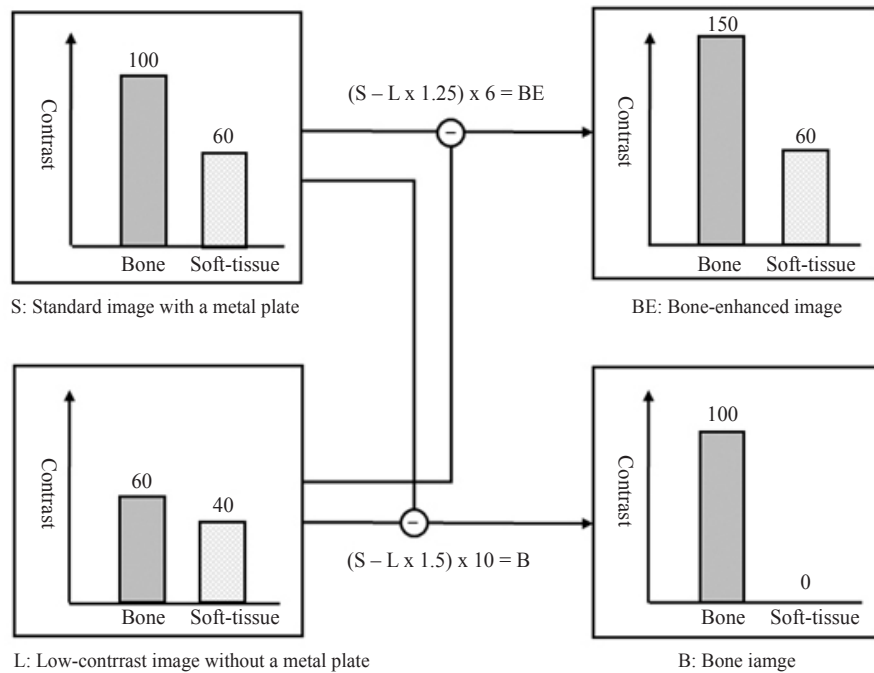 100
60
Contrast
Bone Soft-tissue
S: Standard image with a metal plate
(S – L x 1.25) x 6 = BE
–
150
60
Contrast
Bone Soft-tissue
BE: Bone-enhanced image
60
40
Contrast
Bone Soft-tissue
L: Low-contrrast image without a metal plate
–
(S – L x 1.5) x 10 = B
100
0
Contrast
Bone Soft-tissue
B: Bone iamge